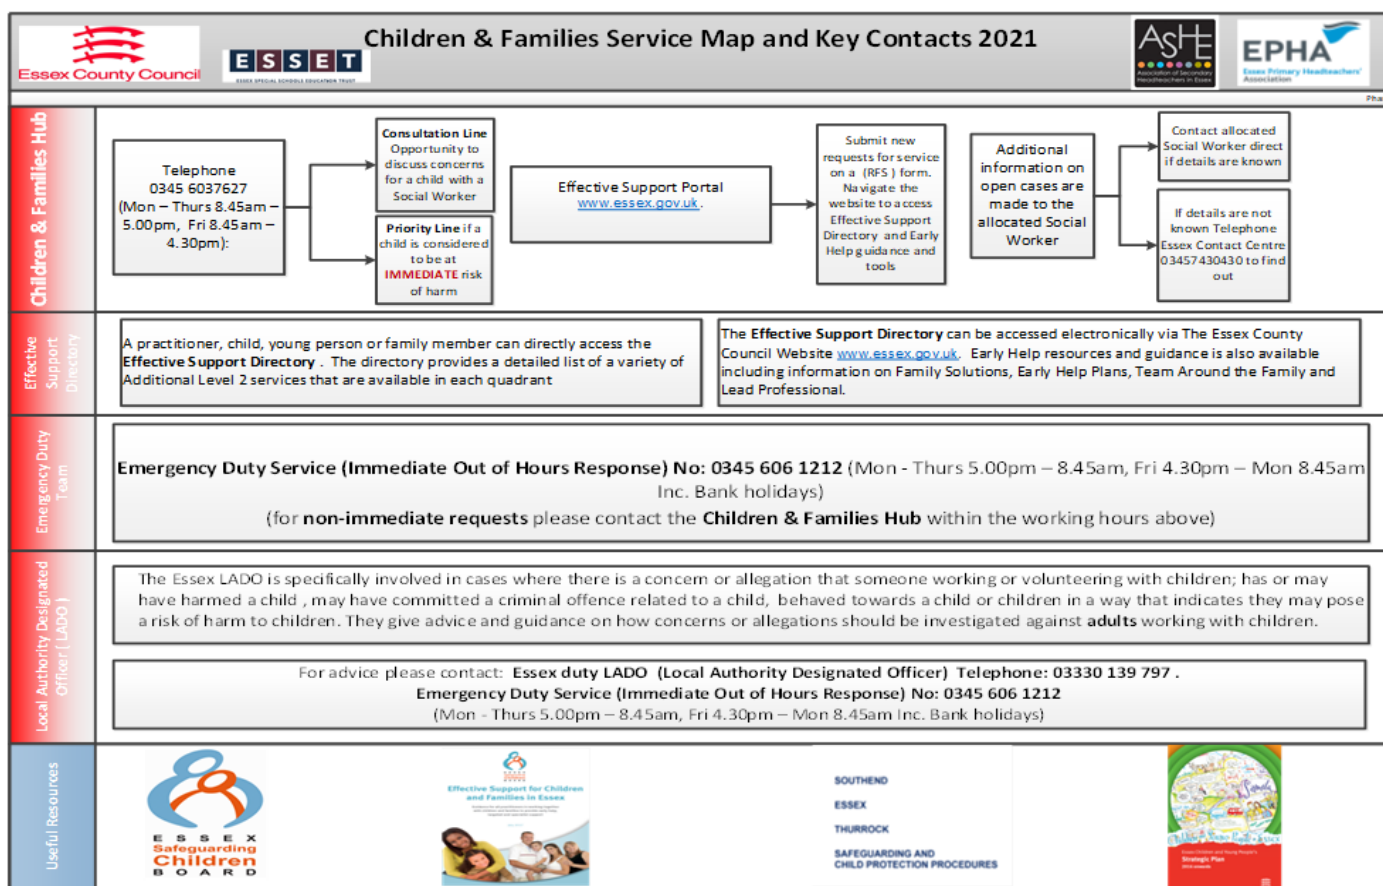 Children & Families Service Map and Key Contacts 2021
Essex County Council
ESSET
ESSEX SPECIAL SCHOOLS EDUCATION TRUST
ASHE
Association of Secondary
Headteachers in Essex
EPHA
Essex Primary Headteachers'
Association
Pha
Children & Families Hub
Telephone
0345 6037627
(Mon – Thurs 8.45am –
5.00pm, Fri 8.45am –
4.30pm):
Consultation Line
Opportunity to
discuss concerns
for a child with a
Social Worker
Priority Line if a
child is considered
to be at
IMMEDIATE risk
of harm
Effective Support Portal
www.essex.gov.uk .
Submit new
requests for service
on a (RFS ) form.
Navigate the
website to access
Effective Support
Directory and Early
Help guidance and
tools
Additional
information on
open cases are
made to the
allocated Social
Worker
Contact allocated
Social Worker direct
if details are known
If details are not
known Telephone
Essex Contact Centre
03457430430 to find
out
Effective
Support
Directory
A practitioner, child, young person or family member can directly access the
Effective Support Directory . The directory provides a detailed list of a variety of
Additional Level 2 services that are available in each quadrant
The Effective Support Directory can be accessed electronically via The Essex County
Council Website www.essex.gov.uk. Early Help resources and guidance is also available
including information on Family Solutions, Early Help Plans, Team Around the Family and
Lead Professional.
Emergency Duty
Team
Emergency Duty Service (Immediate Out of Hours Response) No: 0345 606 1212 (Mon - Thurs 5.00pm – 8.45am, Fri 4.30pm – Mon 8.45am
Inc. Bank holidays)
(for non-immediate requests please contact the Children & Families Hub within the working hours above)
Local Authority Designated
Officer ( LADO )
The Essex LADO is specifically involved in cases where there is a concern or allegation that someone working or volunteering with children; has or may
have harmed a child , may have committed a criminal offence related to a child, behaved towards a child or children in a way that indicates they may pose
a risk of harm to children. They give advice and guidance on how concerns or allegations should be investigated against adults working with children.
For advice please contact: Essex duty LADO (Local Authority Designated Officer) Telephone: 03330 139 797 .
Emergency Duty Service (Immediate Out of Hours Response) No: 0345 606 1212
(Mon - Thurs 5.00pm – 8.45am, Fri 4.30pm – Mon 8.45am Inc. Bank holidays)
Useful Resources
ESSEX
Safeguarding
Children
BOARD
Effective Support for Children
and Families in Essex
SOUTHEND
ESSEX
THURROCK
SAFEGUARDING AND
CHILD PROTECTION PROCEDURES
Essex Children and Young People's
Strategic Plan